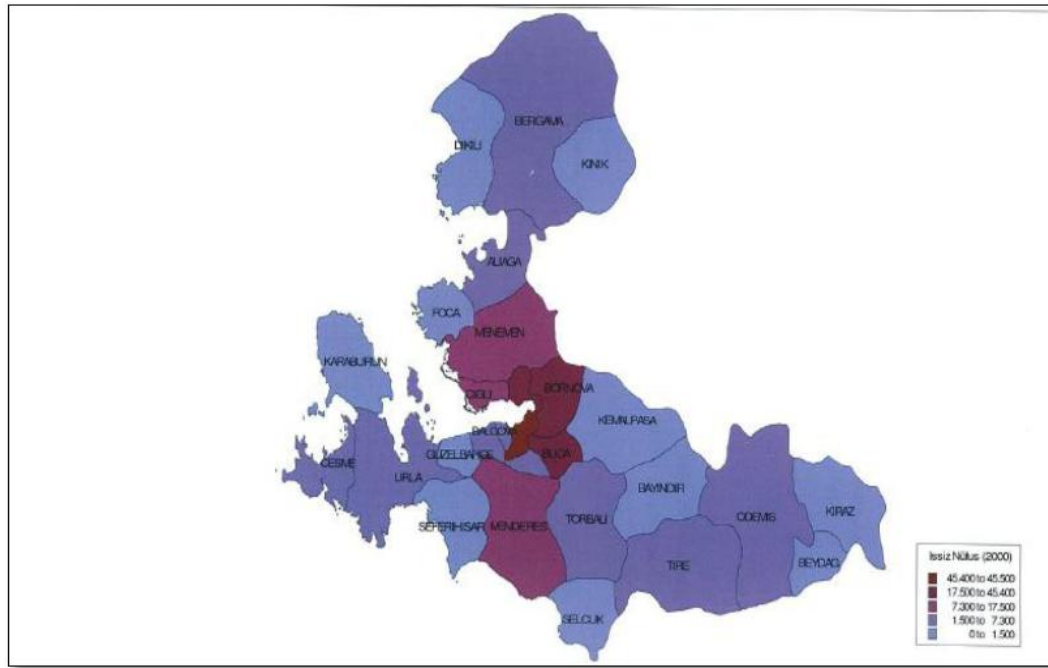 BERGAMA
DIKILI
KINIK
ALIAGA
FOCA
MENEMEN
KARABURUN
CIGLI
BORNOVA
KEMALPASA
BALCOVA
GUZELBAHCE
BUCA
CESME
URLA
BAYINDIR
SEFERIHISAR
MENDERES
TORBALI
ODEMIS
KIRAZ
TIRE
BEYDAG
SELCUK
Issiz Nüfus (2000)
45.400 to 45.500
17.500 to 45.400
7.300 to 17.500
1.500 to 7.300
0 to 1.500